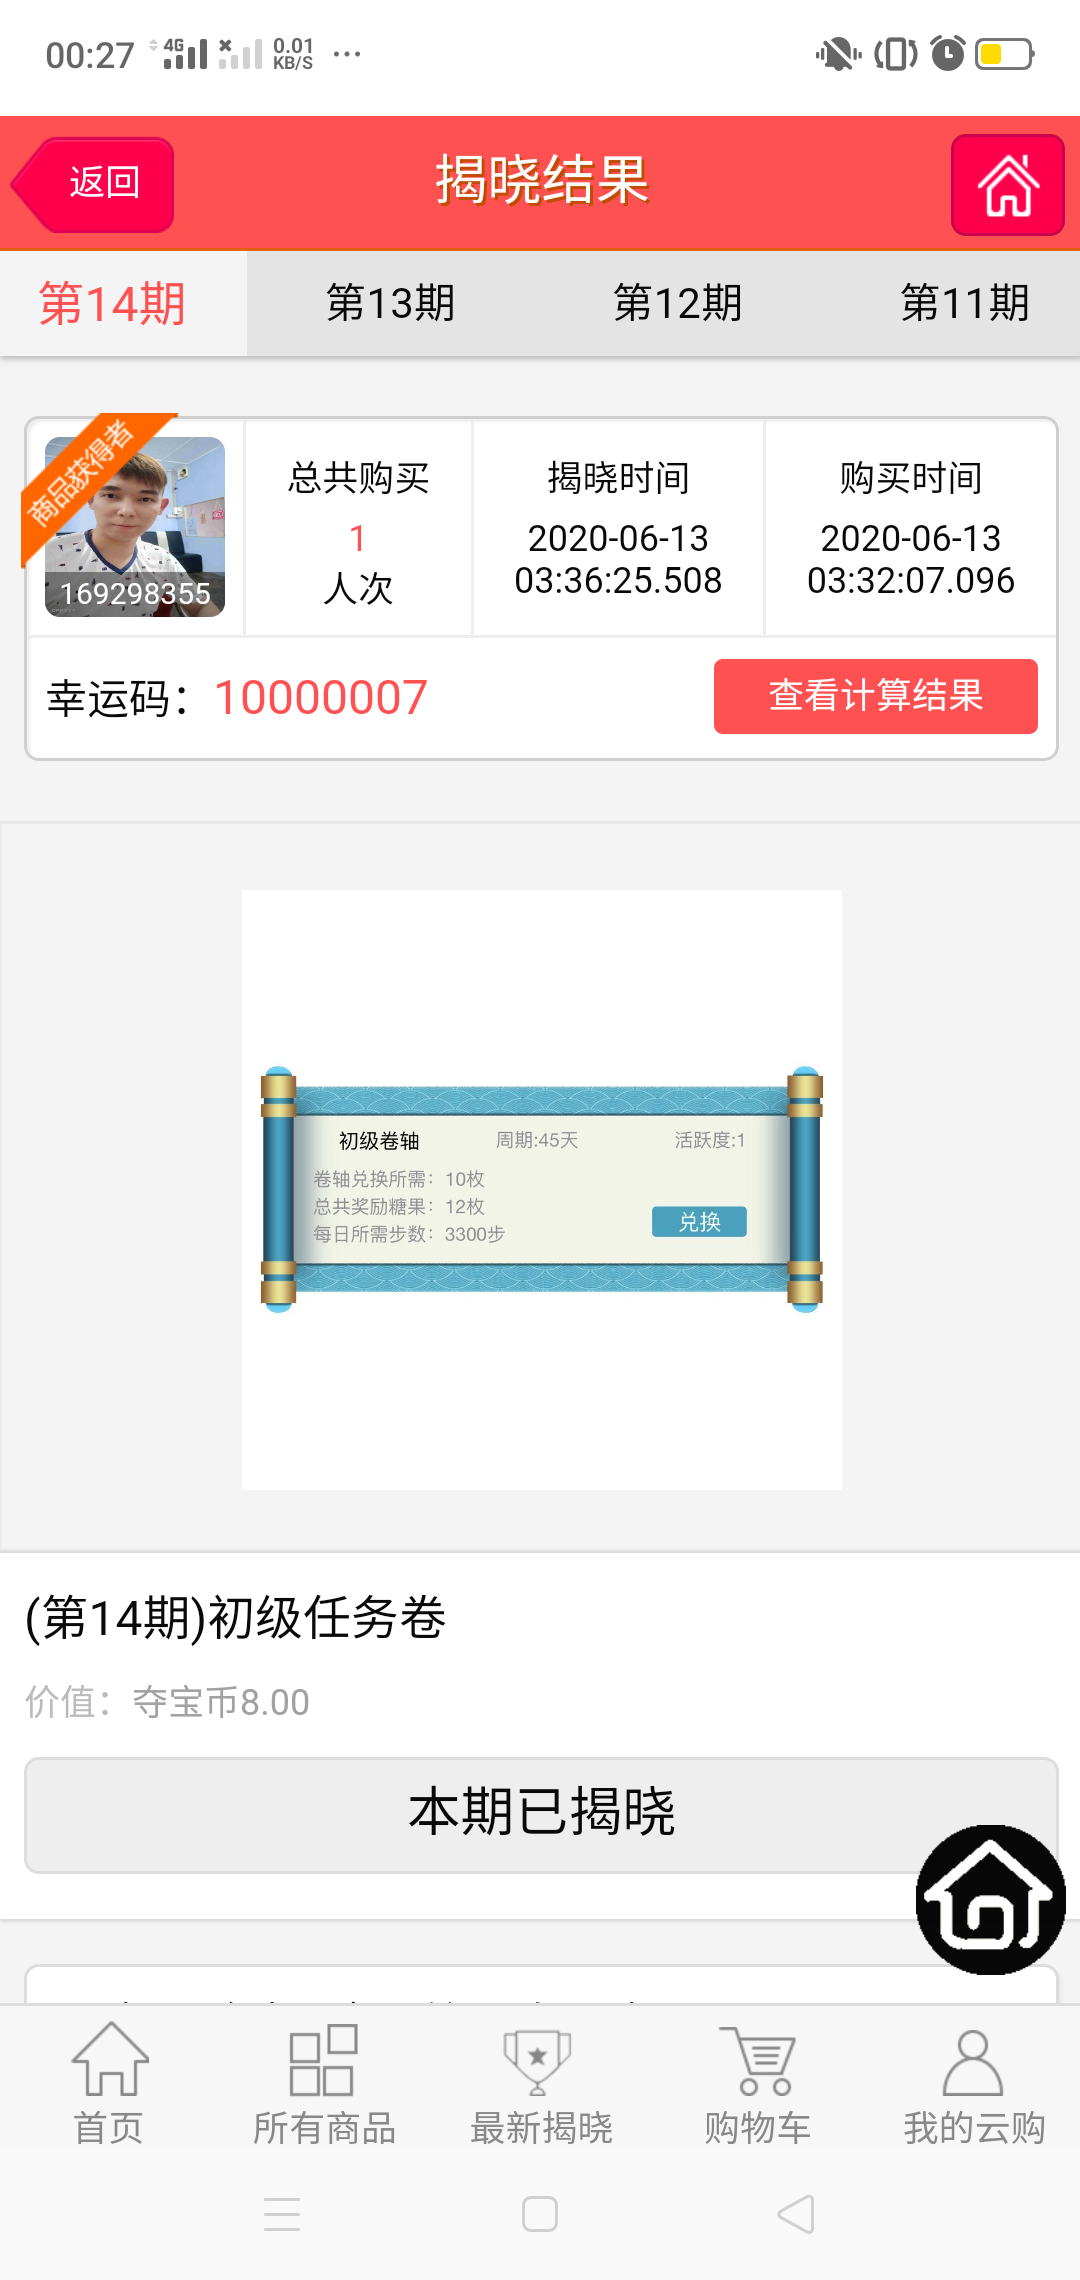 00:27 4G 0.01 KB/S ...
返回
揭晓结果
第14期 第13期 第12期 第11期
商品获得者
169298355
总共购买
1
人次
揭晓时间
2020-06-13
03:36:25.508
购买时间
2020-06-13
03:32:07.096
幸运码：10000007
查看计算结果
初级卷轴 周期:45天 活跃度:1
卷轴兑换所需：10枚
总共奖励糖果：12枚
每日所需步数：3300步
兑换
(第14期)初级任务卷
价值：夺宝币8.00
本期已揭晓
首页 所有商品 最新揭晓 购物车 我的云购